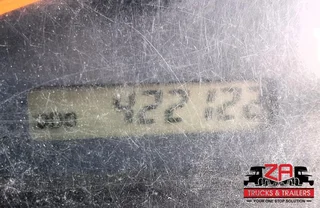 422122
ZA
TRUCKS & TRAILERS
YOUR ONE STOP SOLUTION